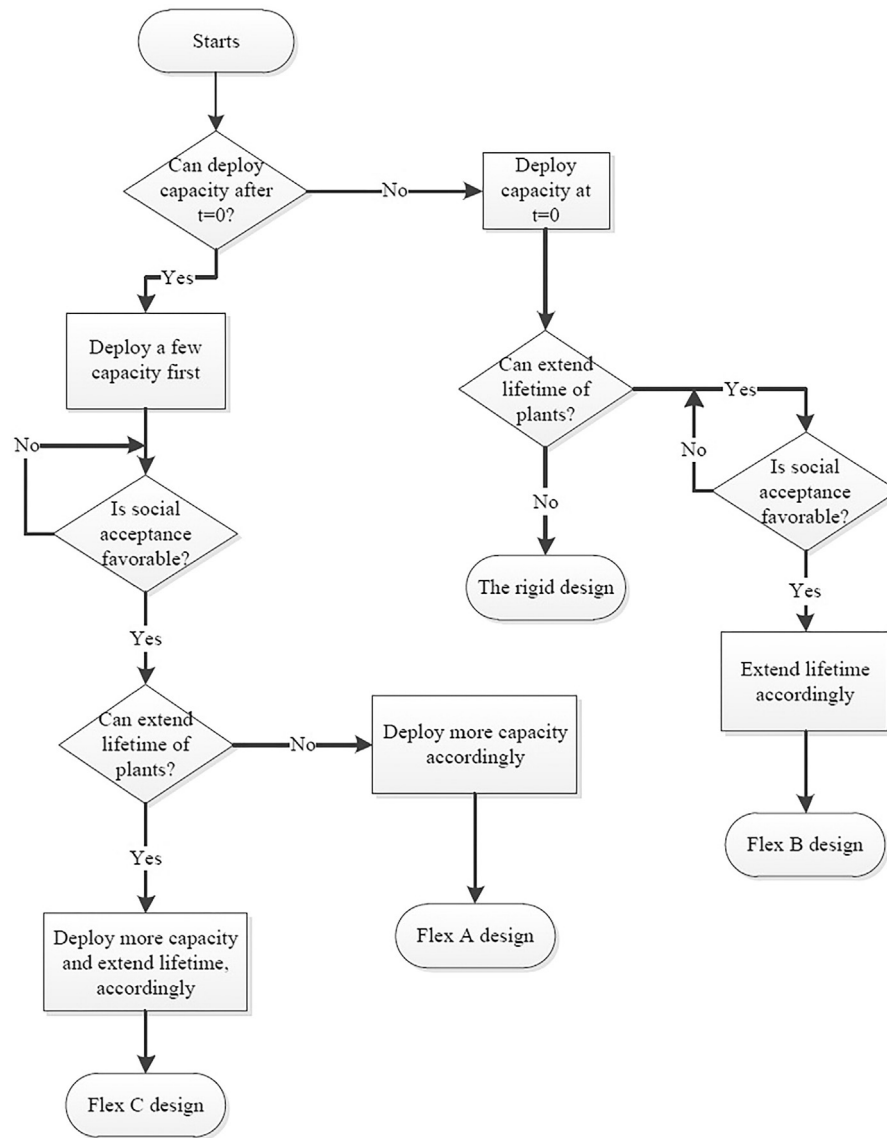 Starts
Can deploy
capacity after
t=0?
No
Deploy
capacity at
t=0
Yes
Deploy a few
capacity first
Can extend
lifetime of
plants?
Yes
No
No
Is social
acceptance
favorable?
Is social
acceptance
favorable?
No
The rigid design
Yes
Yes
Extend lifetime
accordingly
Can extend
lifetime of
plants?
No
Deploy more capacity
accordingly
Flex B design
Yes
Deploy more capacity
and extend lifetime,
accordingly
Flex A design
Flex C design